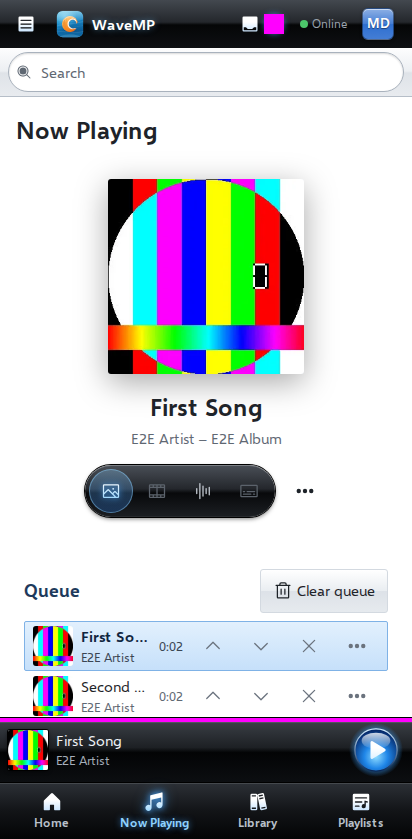 WaveMP
Online
MD
Search
Now Playing
First Song
E2E Artist – E2E Album
Queue
Clear queue
First So...
E2E Artist
0:02
Second ...
E2E Artist
0:02
First Song
E2E Artist
Home
Now Playing
Library
Playlists